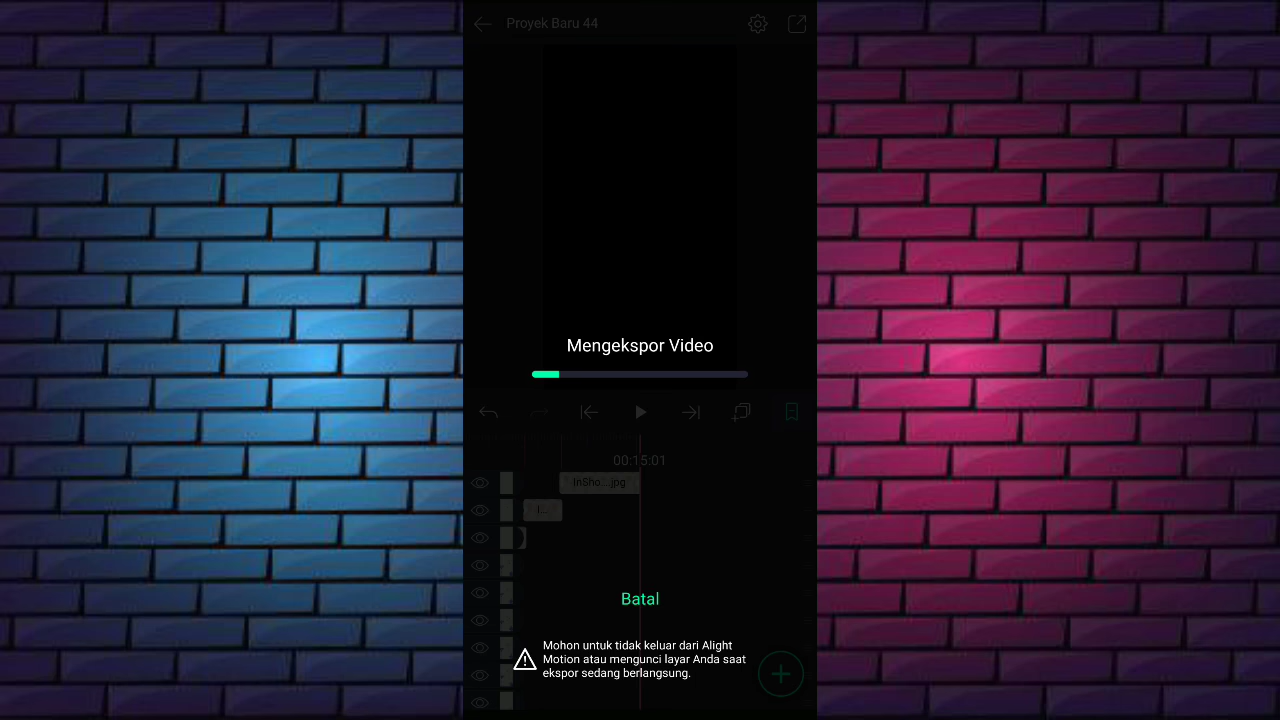 Proyek Baru 44
Mengekspor Video
00:15:01
InSho...jpg
I...
Batal
Mohon untuk tidak keluar dari Alight
Motion atau mengunci layar Anda saat
ekspor sedang berlangsung.